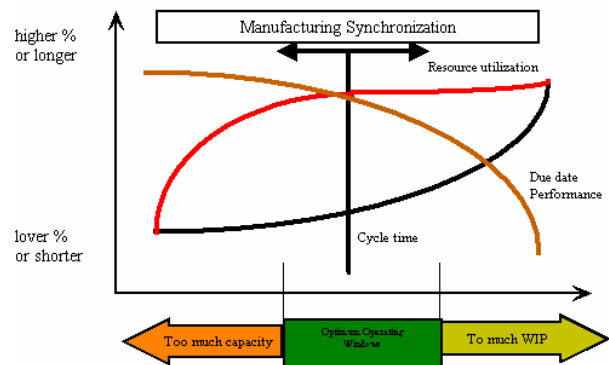 Manufacturing Synchronization
higher %
or longer
Resource utilization
Due date
Performance
lover %
or shorter
Cycle time
Too much capacity
Optimum Operating
Windows
To much WIP